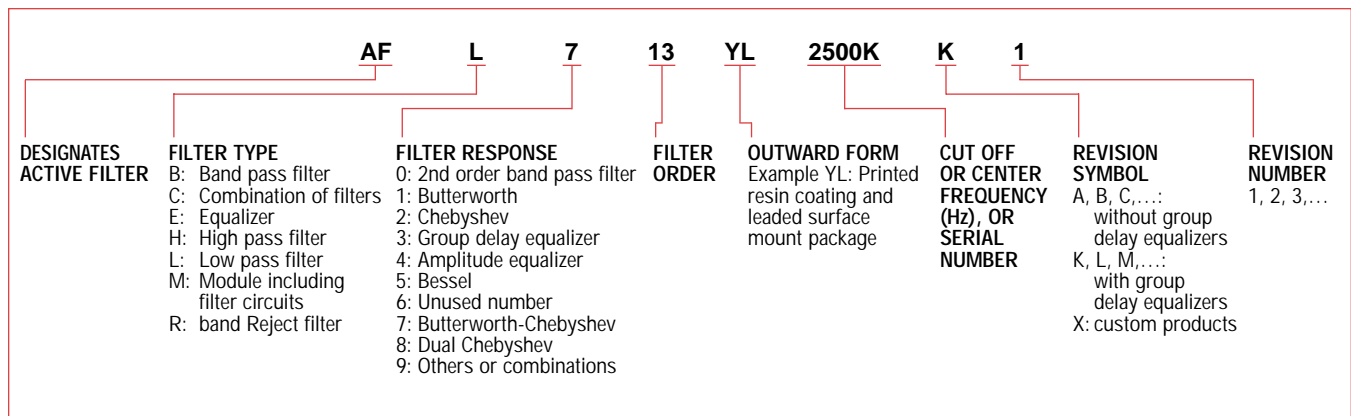 AF L 7 13 YL 2500K K 1
DESIGNATES
ACTIVE FILTER
FILTER TYPE
B: Band pass filter
C: Combination of filters
E: Equalizer
H: High pass filter
L: Low pass filter
M: Module including
filter circuits
R: band Reject filter
FILTER RESPONSE
0: 2nd order band pass filter
1: Butterworth
2: Chebyshev
3: Group delay equalizer
4: Amplitude equalizer
5: Bessel
6: Unused number
7: Butterworth-Chebyshev
8: Dual Chebyshev
9: Others or combinations
FILTER
ORDER
OUTWARD FORM
Example YL: Printed
resin coating and
leaded surface
mount package
CUT OFF
OR CENTER
FREQUENCY
(Hz), OR
SERIAL
NUMBER
REVISION
SYMBOL
A, B, C,...:
without group
delay equalizers
K, L, M,...:
with group
delay equalizers
X: custom products
REVISION
NUMBER
1, 2, 3,...